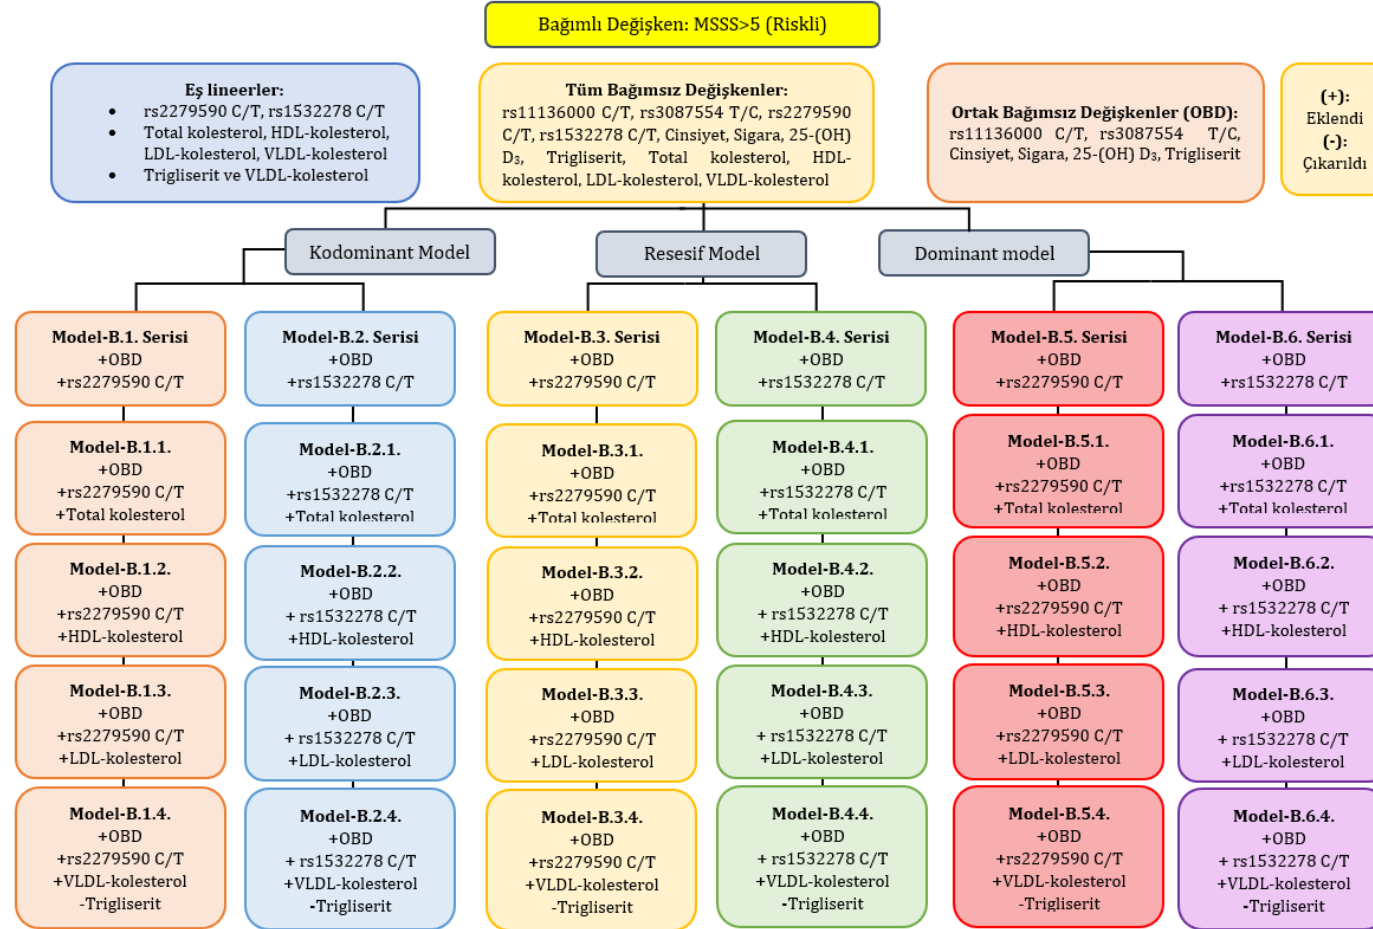 Bağımlı Değişken: MSSS>5 (Riskli)
Eş lineerler:
• rs2279590 C/T, rs1532278 C/T
• Total kolesterol, HDL-kolesterol,
LDL-kolesterol, VLDL-kolesterol
• Trigliserit ve VLDL-kolesterol
Tüm Bağımsız Değişkenler:
rs11136000 C/T, rs3087554 T/C, rs2279590
C/T, rs1532278 C/T, Cinsiyet, Sigara, 25-(OH)
D₃, Trigliserit, Total kolesterol, HDL-
kolesterol, LDL-kolesterol, VLDL-kolesterol
Ortak Bağımsız Değişkenler (OBD):
rs11136000 C/T, rs3087554 T/C,
Cinsiyet, Sigara, 25-(OH) D₃, Trigliserit
(+):
Eklendi
(-):
Çıkarıldı
Kodominant Model
Resesif Model
Dominant model
Model-B.1. Serisi
+OBD
+rs2279590 C/T
Model-B.2. Serisi
+OBD
+rs1532278 C/T
Model-B.3. Serisi
+OBD
+rs2279590 C/T
Model-B.4. Serisi
+OBD
+rs1532278 C/T
Model-B.5. Serisi
+OBD
+rs2279590 C/T
Model-B.6. Serisi
+OBD
+rs1532278 C/T
Model-B.1.1.
+OBD
+rs2279590 C/T
+Total kolesterol
Model-B.2.1.
+OBD
+rs1532278 C/T
+Total kolesterol
Model-B.3.1.
+OBD
+rs2279590 C/T
+Total kolesterol
Model-B.4.1.
+OBD
+rs1532278 C/T
+Total kolesterol
Model-B.5.1.
+OBD
+rs2279590 C/T
+Total kolesterol
Model-B.6.1.
+OBD
+rs1532278 C/T
+Total kolesterol
Model-B.1.2.
+OBD
+rs2279590 C/T
+HDL-kolesterol
Model-B.2.2.
+OBD
+ rs1532278 C/T
+HDL-kolesterol
Model-B.3.2.
+OBD
+rs2279590 C/T
+HDL-kolesterol
Model-B.4.2.
+OBD
+ rs1532278 C/T
+HDL-kolesterol
Model-B.5.2.
+OBD
+rs2279590 C/T
+HDL-kolesterol
Model-B.6.2.
+OBD
+ rs1532278 C/T
+HDL-kolesterol
Model-B.1.3.
+OBD
+rs2279590 C/T
+LDL-kolesterol
Model-B.2.3.
+OBD
+ rs1532278 C/T
+LDL-kolesterol
Model-B.3.3.
+OBD
+rs2279590 C/T
+LDL-kolesterol
Model-B.4.3.
+OBD
+ rs1532278 C/T
+LDL-kolesterol
Model-B.5.3.
+OBD
+rs2279590 C/T
+LDL-kolesterol
Model-B.6.3.
+OBD
+ rs1532278 C/T
+LDL-kolesterol
Model-B.1.4.
+OBD
+rs2279590 C/T
+VLDL-kolesterol
-Trigliserit
Model-B.2.4.
+OBD
+ rs1532278 C/T
+VLDL-kolesterol
-Trigliserit
Model-B.3.4.
+OBD
+rs2279590 C/T
+VLDL-kolesterol
-Trigliserit
Model-B.4.4.
+OBD
+ rs1532278 C/T
+VLDL-kolesterol
-Trigliserit
Model-B.5.4.
+OBD
+rs2279590 C/T
+VLDL-kolesterol
-Trigliserit
Model-B.6.4.
+OBD
+ rs1532278 C/T
+VLDL-kolesterol
-Trigliserit